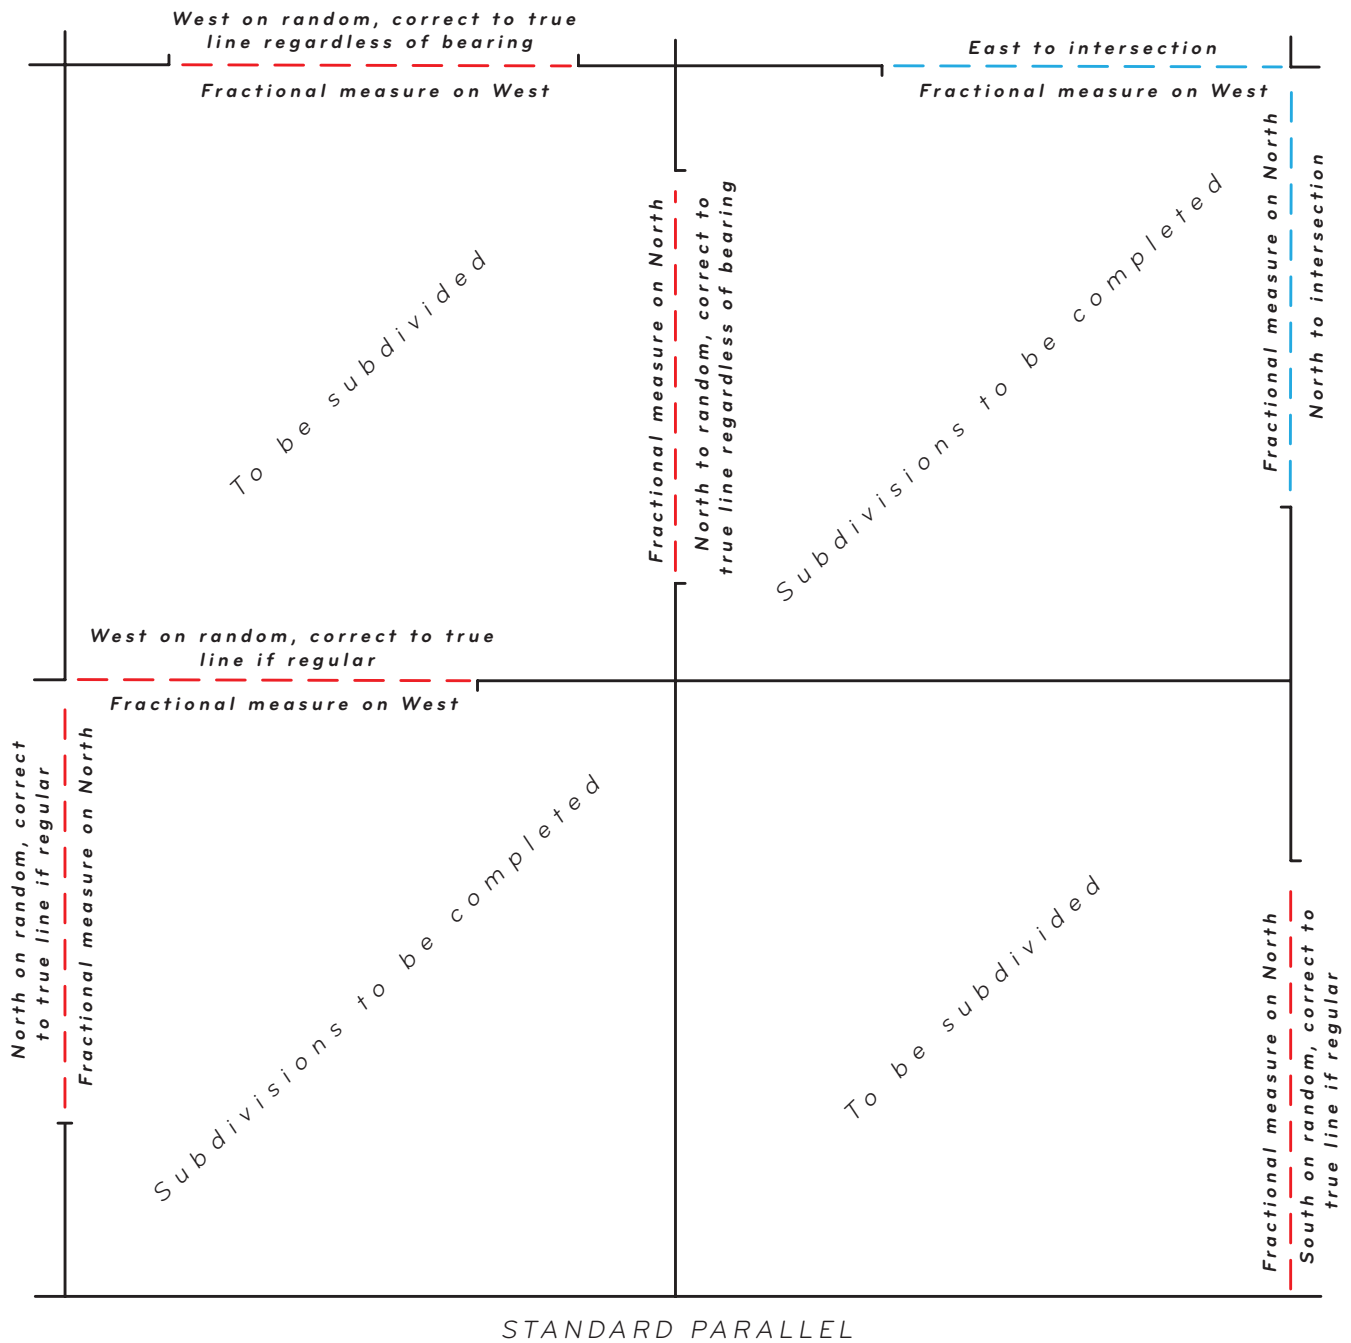 West on random, correct to true
line regardless of bearing
Fractional measure on West
East to intersection
Fractional measure on West
To be subdivided
Fractional measure on North
North to random, correct to
true line regardless of bearing
Subdivisions to be completed
Fractional measure on North
North to intersection
West on random, correct to true
line if regular
Fractional measure on West
North on random, correct
to true line if regular
Fractional measure on North
Subdivisions to be completed
To be subdivided
Fractional measure on North
South on random, correct to
true line if regular
STANDARD PARALLEL